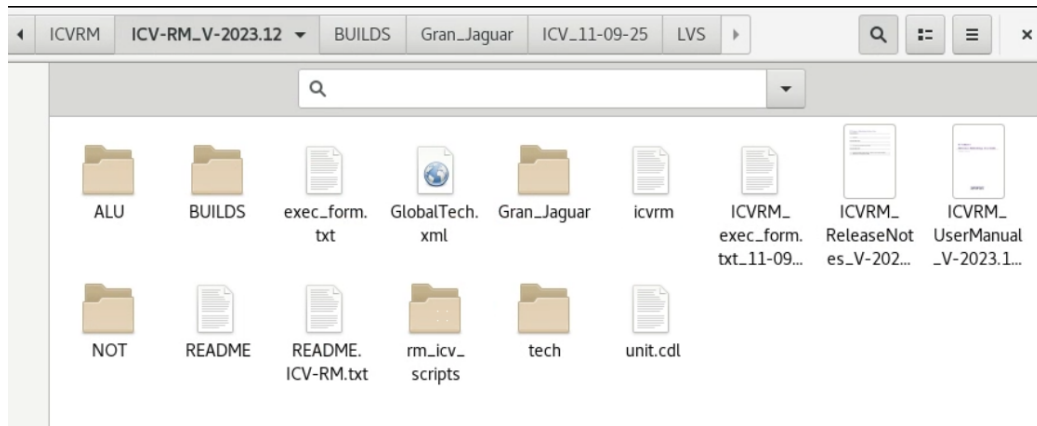 ICVRM
ICV-RM_V-2023.12
BUILDS
Gran_Jaguar
ICV_11-09-25
LVS
ALU
BUILDS
exec_form.
txt
GlobalTech.
xml
Gran_Jaguar
icvrm
ICVRM_
exec_form.
txt_11-09...
ICVRM_
ReleaseNot
es_V-202...
ICVRM_
UserManual
_V-2023.1...
NOT
README
README.
ICV-RM.txt
rm_icv_
scripts
tech
unit.cdl